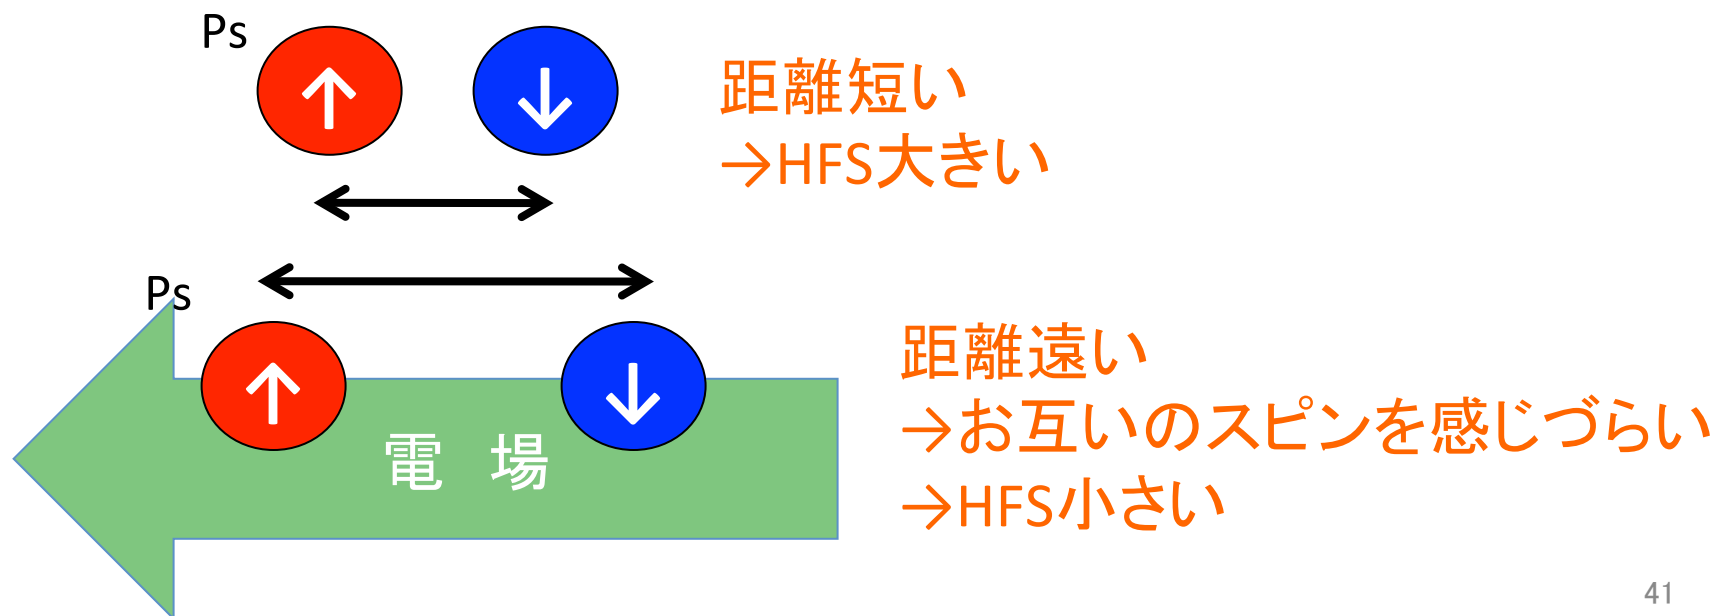 Ps
↑ ↓
距離短い
→HFS大きい
Ps
↑ ↓
電 場
距離遠い
→お互いのスピンを感じづらい
→HFS小さい
41